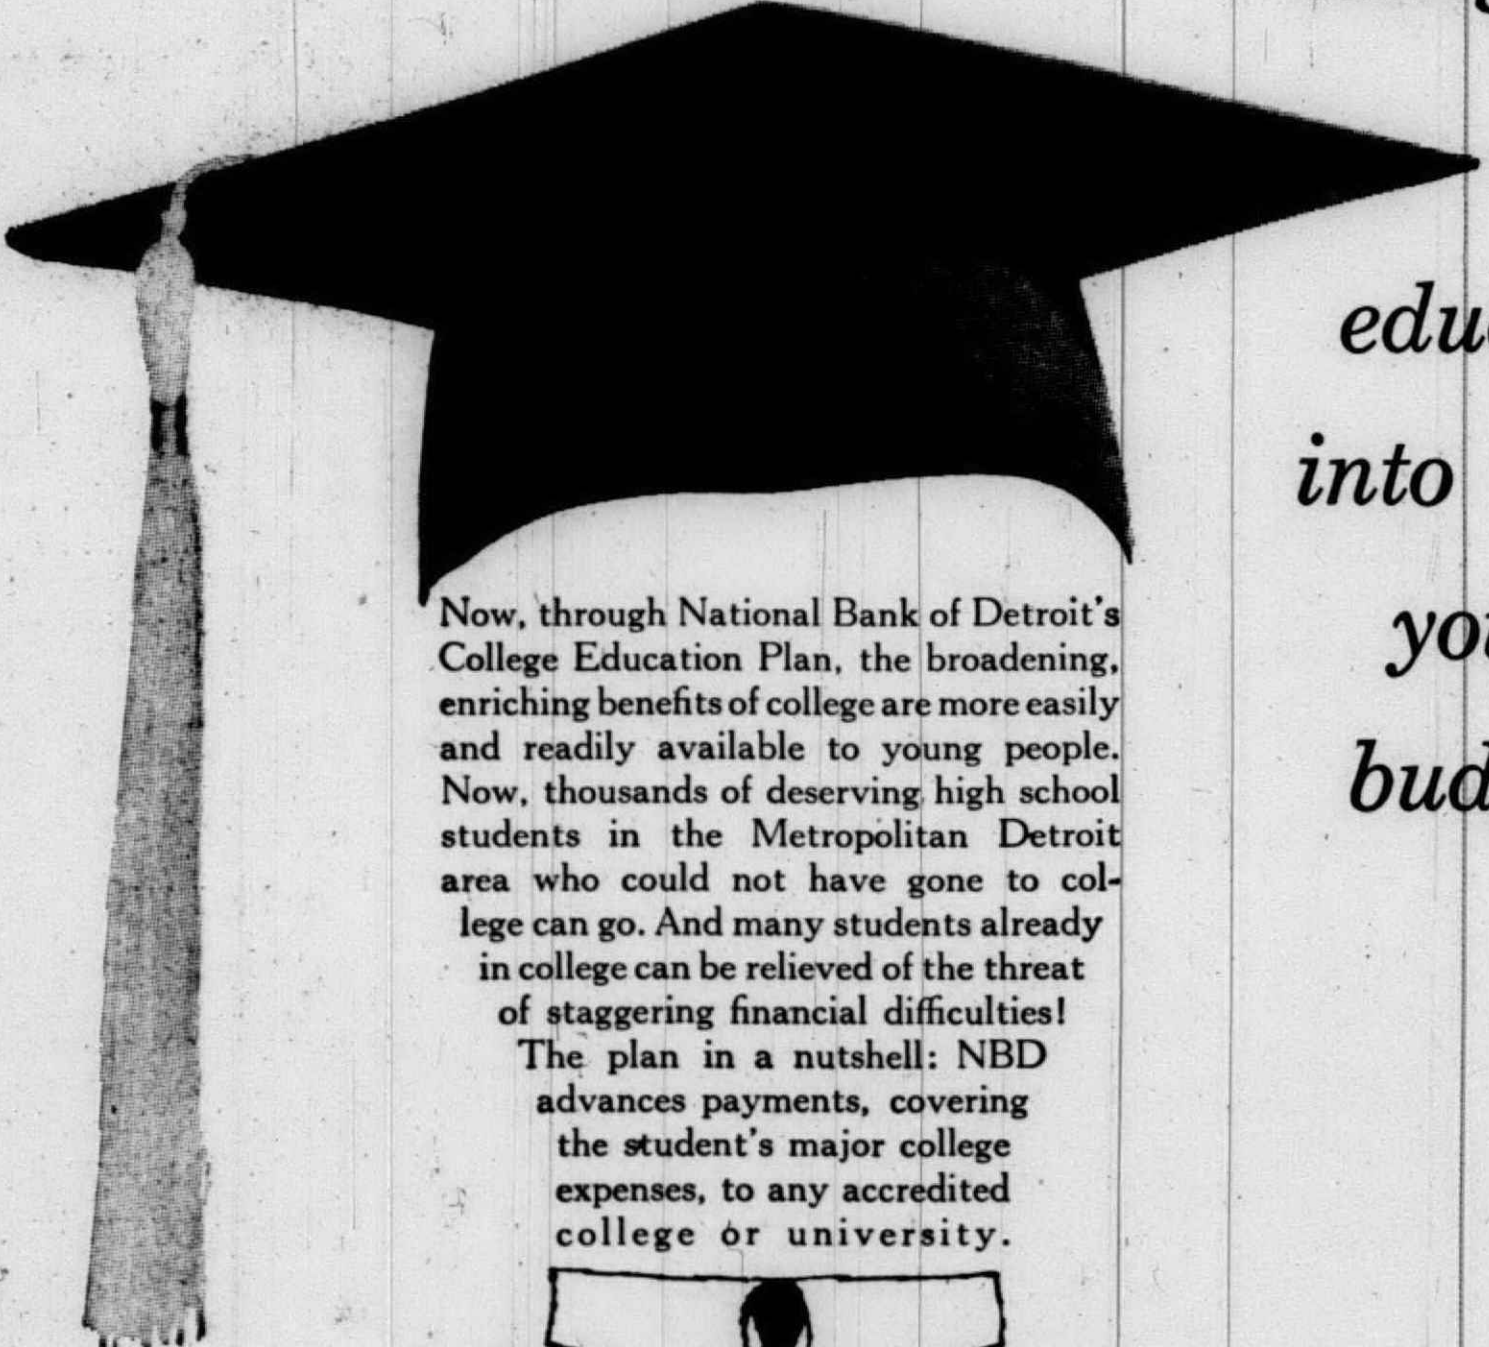 Now, through National Bank of Detroit's
College Education Plan, the broadening,
enriching benefits of college are more easily
and readily available to young people.
Now, thousands of deserving high school
students in the Metropolitan Detroit
area who could not have gone to col-
lege can go. And many students already
in college can be relieved of the threat
of staggering financial difficulties!
The plan in a nutshell: NBD
advances payments, covering
the student's major college
expenses, to any accredited
college or university.
into